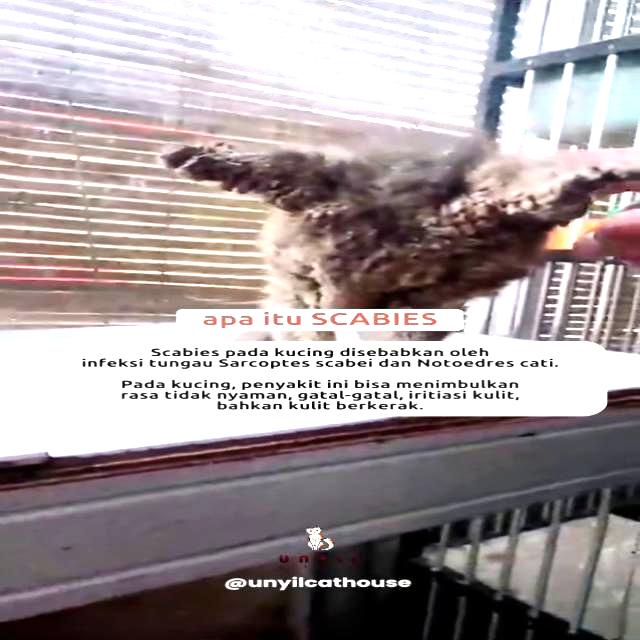 apa itu SCABIES
Scabies pada kucing disebabkan oleh
infeksi tungau Sarcoptes scabei dan Notoedres cati.
Pada kucing, penyakit ini bisa menimbulkan
rasa tidak nyaman, gatal-gatal, iritiasi kulit,
bahkan kulit berkerak.
@unyilcathouse